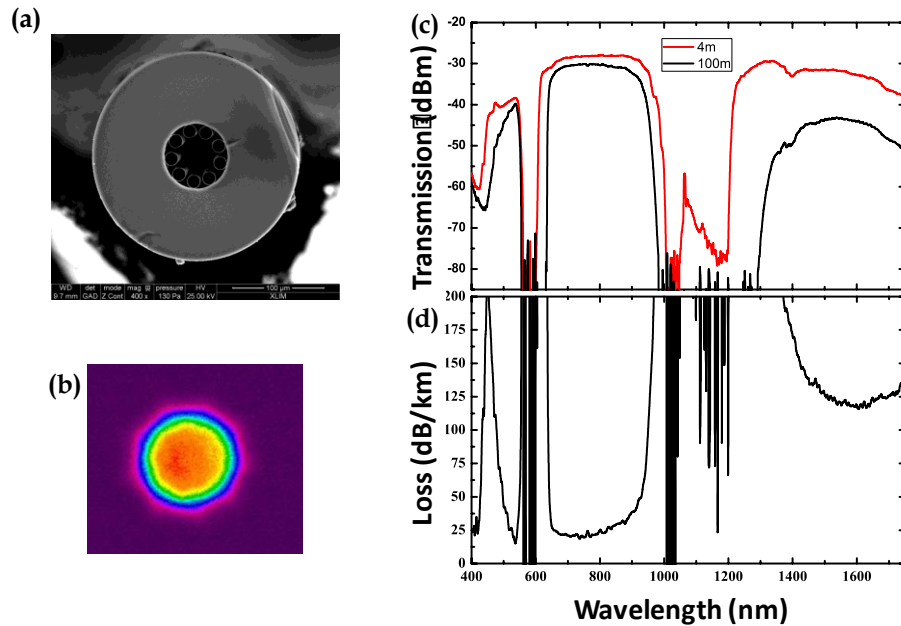 (a)
WD det mode mag pressure HV 100 µm
9.7 mm GAD Z Cont 400 x 130 Pa 25.00 kV XLIM
(b)
(c)
-20
-30
-40
-50
-60
-70
-80
Transmission (dBm)
4m
100m
(d)
200
175
150
125
100
75
50
25
0
Loss (dB/km)
400 600 800 1000 1200 1400 1600
Wavelength (nm)